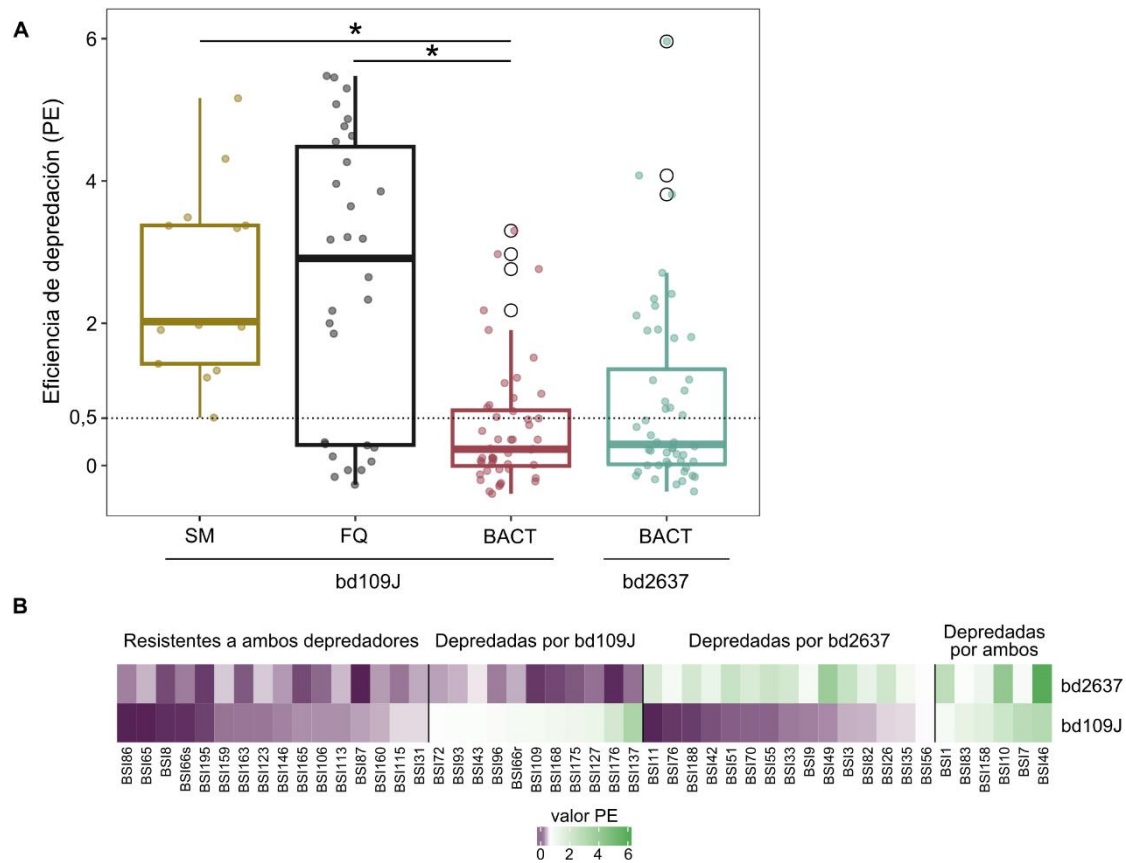 A
Eficiencia de depredación (PE)
6
4
2
0,5
0
*
*
SM FQ BACT BACT
bd109J bd2637
B
Resistentes a ambos depredadores Depredadas por bd109J Depredadas por bd2637 Depredadas
por ambos
bd2637
bd109J
BSI86 BSI65 BSI8 BSI66s BSI195 BSI159 BSI163 BSI123 BSI146 BSI165 BSI106 BSI113 BSI87 BSI160 BSI115 BSI31 BSI72 BSI93 BSI43 BSI96 BSI66r BSI109 BSI168 BSI175 BSI127 BSI176 BSI137 BSI11 BSI76 BSI188 BSI42 BSI51 BSI70 BSI55 BSI33 BSI9 BSI49 BSI3 BSI82 BSI26 BSI35 BSI56 BSI1 BSI83 BSI158 BSI10 BSI7 BSI46
valor PE
0 2 4 6